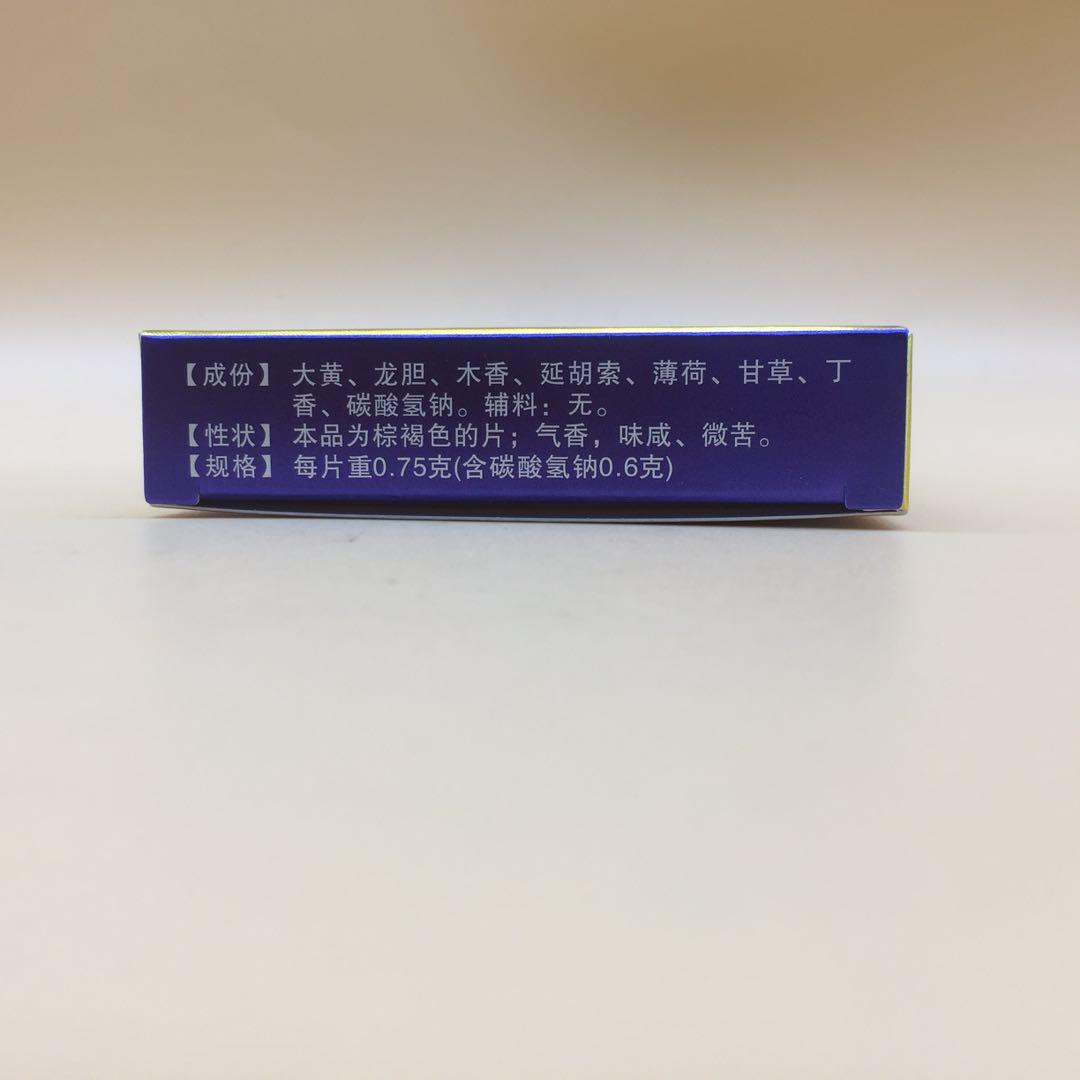 【成份】 大黄、龙胆、木香、延胡索、薄荷、甘草、丁
香、碳酸氢钠。辅料：无。
【性状】 本品为棕褐色的片；气香，味咸、微苦。
【规格】 每片重0.75克(含碳酸氢钠0.6克)